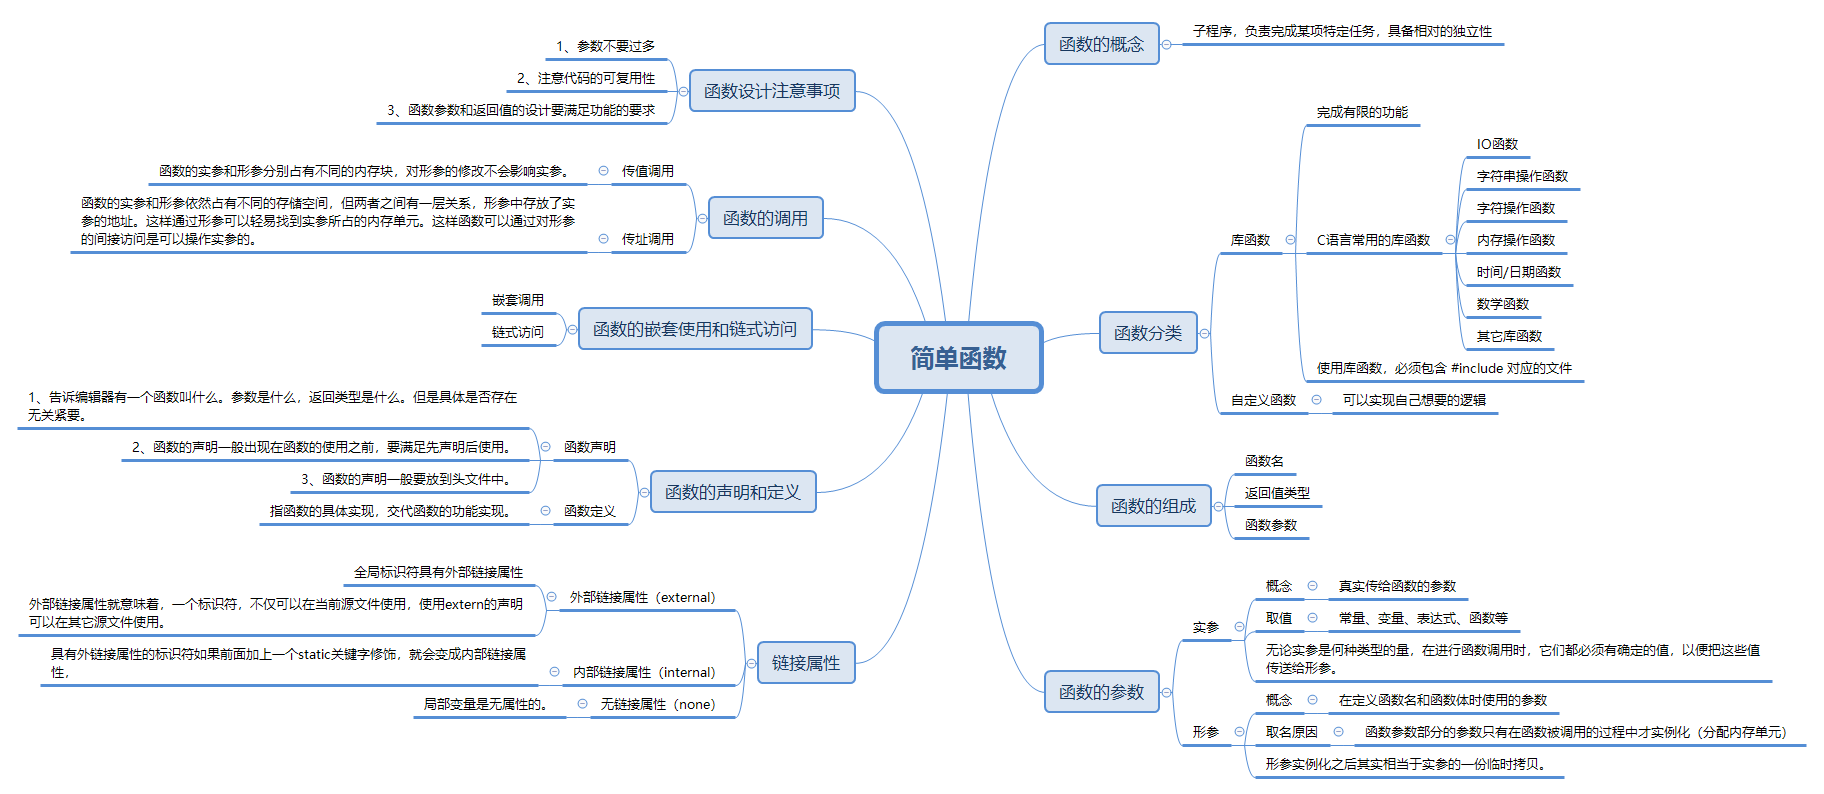 简单函数
函数的概念
子程序，负责完成某项特定任务，具备相对的独立性
函数分类
库函数
完成有限的功能
C语言常用的库函数
IO函数
字符串操作函数
字符操作函数
内存操作函数
时间/日期函数
数学函数
其它库函数
使用库函数，必须包含 #include 对应的文件
自定义函数
可以实现自己想要的逻辑
函数的组成
函数名
返回值类型
函数参数
函数的参数
实参
概念
真实传给函数的参数
取值
常量、变量、表达式、函数等
无论实参是何种类型的量，在进行函数调用时，它们都必须有确定的值，以便把这些值
传送给形参。
形参
概念
在定义函数名和函数体时使用的参数
取名原因
函数参数部分的参数只有在函数被调用的过程中才实例化（分配内存单元）
形参实例化之后其实相当于实参的一份临时拷贝。
函数设计注意事项
1、参数不要过多
2、注意代码的可复用性
3、函数参数和返回值的设计要满足功能的要求
函数的调用
传值调用
函数的实参和形参分别占有不同的内存块，对形参的修改不会影响实参。
传址调用
函数的实参和形参依然占有不同的存储空间，但两者之间有一层关系，形参中存放了实
参的地址。这样通过形参可以轻易找到实参所占的内存单元。这样函数可以通过对形参
的间接访问是可以操作实参的。
函数的嵌套使用和链式访问
嵌套调用
链式访问
函数的声明和定义
函数声明
1、告诉编辑器有一个函数叫什么。参数是什么，返回类型是什么。但是具体是否存在
无关紧要。
2、函数的声明一般出现在函数的使用之前，要满足先声明后使用。
3、函数的声明一般要放到头文件中。
函数定义
指函数的具体实现，交代函数的功能实现。
链接属性
外部链接属性（external）
全局标识符具有外部链接属性
外部链接属性就意味着，一个标识符，不仅可以在当前源文件使用，使用extern的声明
可以在其它源文件使用。
内部链接属性（internal）
具有外链接属性的标识符如果前面加上一个static关键字修饰，就会变成内部链接属
性，
无链接属性（none）
局部变量是无属性的。